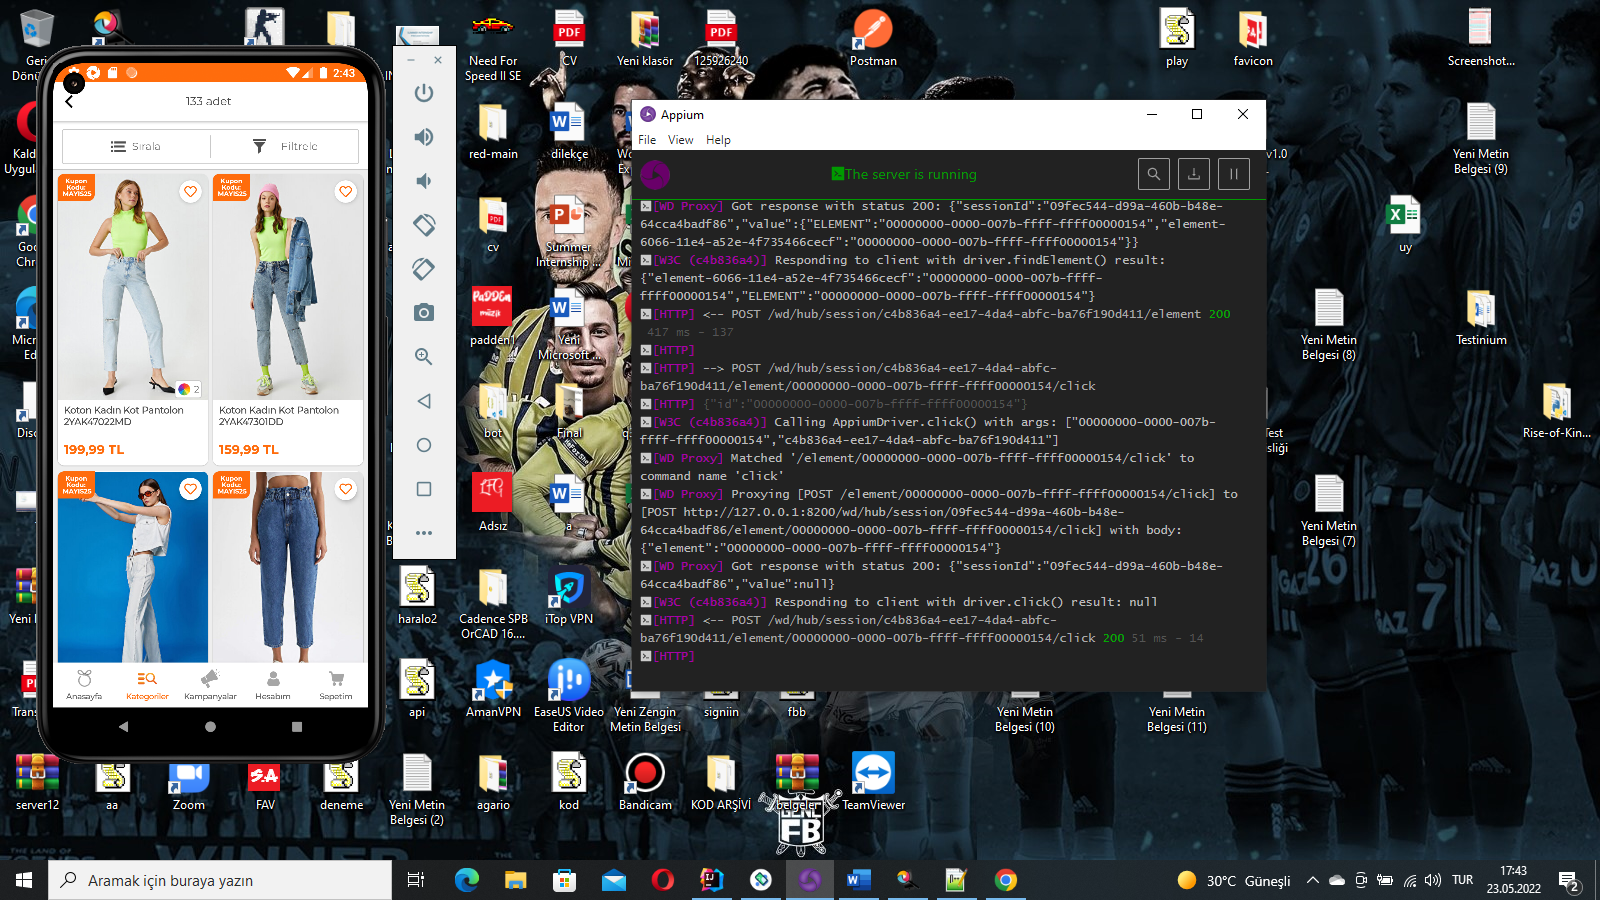 2:43
133 adet
Sırala
Filtrele
Kupon
Kodu:
MAYIS25
Kupon
Kodu:
MAYIS25
2
Koton Kadın Kot Pantolon
2YAK47022MD
199,99 TL
Koton Kadın Kot Pantolon
2YAK47301DD
159,99 TL
Kupon
Kodu:
MAYIS25
Kupon
Kodu:
MAYIS25
Anasayfa
Kategoriler
Kampanyalar
Hesabım
Sepetim
Need For
Speed II SE
CV
Yeni klasör
125926240
Postman
play
favicon
Screenshot...
red-main
dilekçe
v1.0
Yeni Metin
Belgesi (9)
cv
Summer
Internship ...
uy
PaDDEn
müzik
padden1
Yeni
Microsoft ...
Yeni Metin
Belgesi (8)
Testinium
bot
Final
Rise-of-Kin...
Adsız
a
Yeni Metin
Belgesi (7)
Appium
File View Help
The server is running
[WD Proxy] Got response with status 200: {"sessionId":"09fec544-d99a-460b-b48e-
64cca4badf86","value":{"ELEMENT":"00000000-0000-007b-ffff-ffff00000154","element-
6066-11e4-a52e-4f735466cecf":"00000000-0000-007b-ffff-ffff00000154"}}
[W3C (c4b836a4)] Responding to client with driver.findElement() result:
{"element-6066-11e4-a52e-4f735466cecf":"00000000-0000-007b-ffff-
ffff00000154","ELEMENT":"00000000-0000-007b-ffff-ffff00000154"}
[HTTP] <-- POST /wd/hub/session/c4b836a4-ee17-4da4-abfc-ba76f190d411/element 200
417 ms - 137
[HTTP]
[HTTP] --> POST /wd/hub/session/c4b836a4-ee17-4da4-abfc-
ba76f190d411/element/00000000-0000-007b-ffff-ffff00000154/click
[HTTP] {"id":"00000000-0000-007b-ffff-ffff00000154"}
[W3C (c4b836a4)] Calling AppiumDriver.click() with args: ["00000000-0000-007b-
ffff-ffff00000154","c4b836a4-ee17-4da4-abfc-ba76f190d411"]
[WD Proxy] Matched '/element/00000000-0000-007b-ffff-ffff00000154/click' to
command name 'click'
[WD Proxy] Proxying [POST /element/00000000-0000-007b-ffff-ffff00000154/click] to
[POST http://127.0.0.1:8200/wd/hub/session/09fec544-d99a-460b-b48e-
64cca4badf86/element/00000000-0000-007b-ffff-ffff00000154/click] with body:
{"element":"00000000-0000-007b-ffff-ffff00000154"}
[WD Proxy] Got response with status 200: {"sessionId":"09fec544-d99a-460b-b48e-
64cca4badf86","value":null}
[W3C (c4b836a4)] Responding to client with driver.click() result: null
[HTTP] <-- POST /wd/hub/session/c4b836a4-ee17-4da4-abfc-
ba76f190d411/element/00000000-0000-007b-ffff-ffff00000154/click 200 51 ms - 14
[HTTP]
haralo2
Cadence SPB
OrCAD 16....
iTop VPN
api
AmanVPN
EaseUS Video
Editor
Yeni Zengin
Metin Belgesi
signiin
fbb
Yeni Metin
Belgesi (10)
Yeni Metin
Belgesi (11)
server12
aa
Zoom
S.A
FAV
deneme
Yeni Metin
Belgesi (2)
agario
kod
Bandicam
KOD ARŞİVİ
belgeler
TeamViewer
GENÇ
FB
WINNER
Aramak için buraya yazın
30°C Güneşli
TUR
17:43
23.05.2022
2